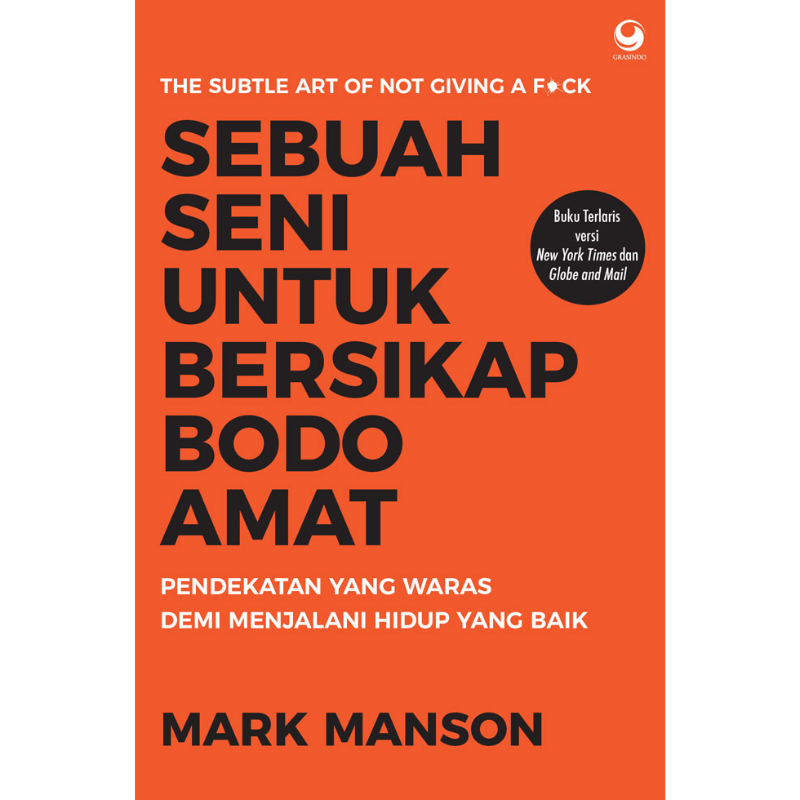 GRASINDO
THE SUBTLE ART OF NOT GIVING A F*CK
SEBUAH
SENI
UNTUK
BERSIKAP
BODO
AMAT
Buku Terlaris
versi
New York Times dan
Globe and Mail
PENDEKATAN YANG WARAS
DEMI MENJALANI HIDUP YANG BAIK
MARK MANSON